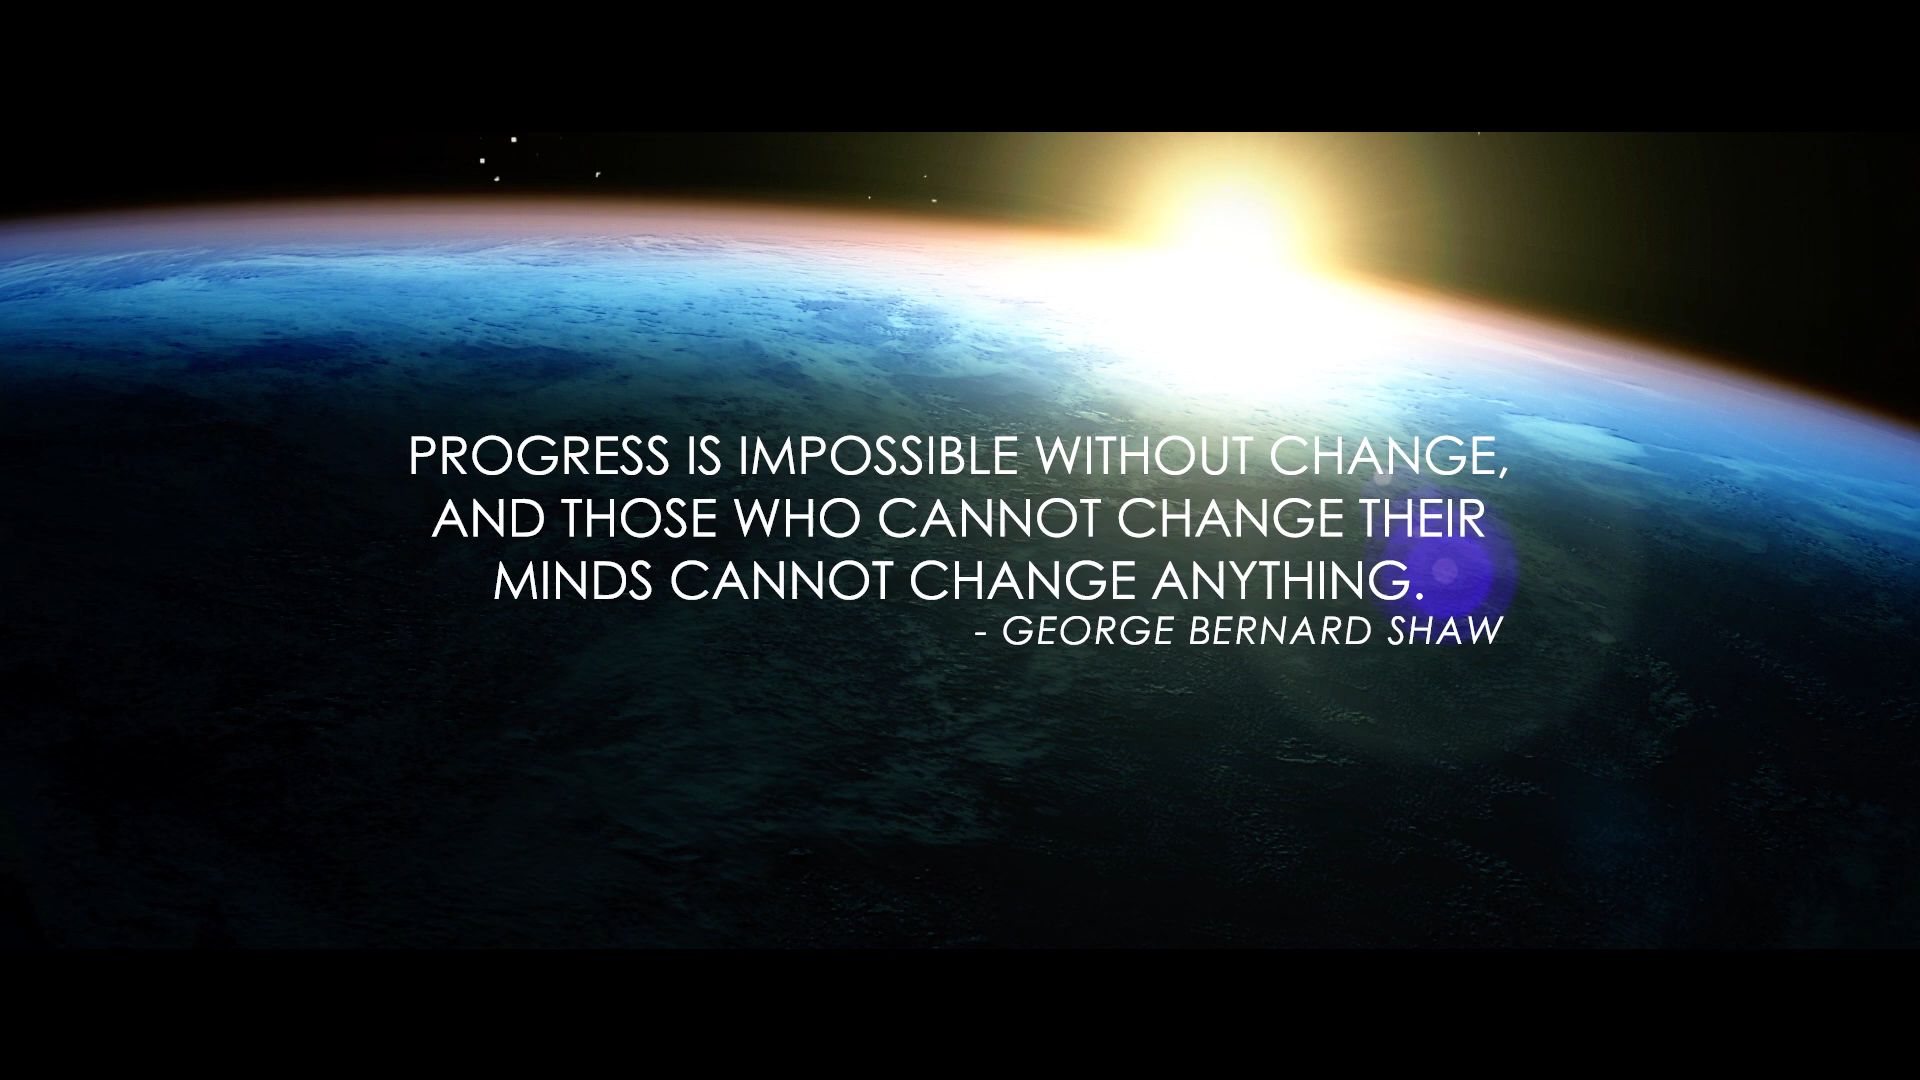 PROGRESS IS IMPOSSIBLE WITHOUT CHANGE,
AND THOSE WHO CANNOT CHANGE THEIR
MINDS CANNOT CHANGE ANYTHING.
- GEORGE BERNARD SHAW